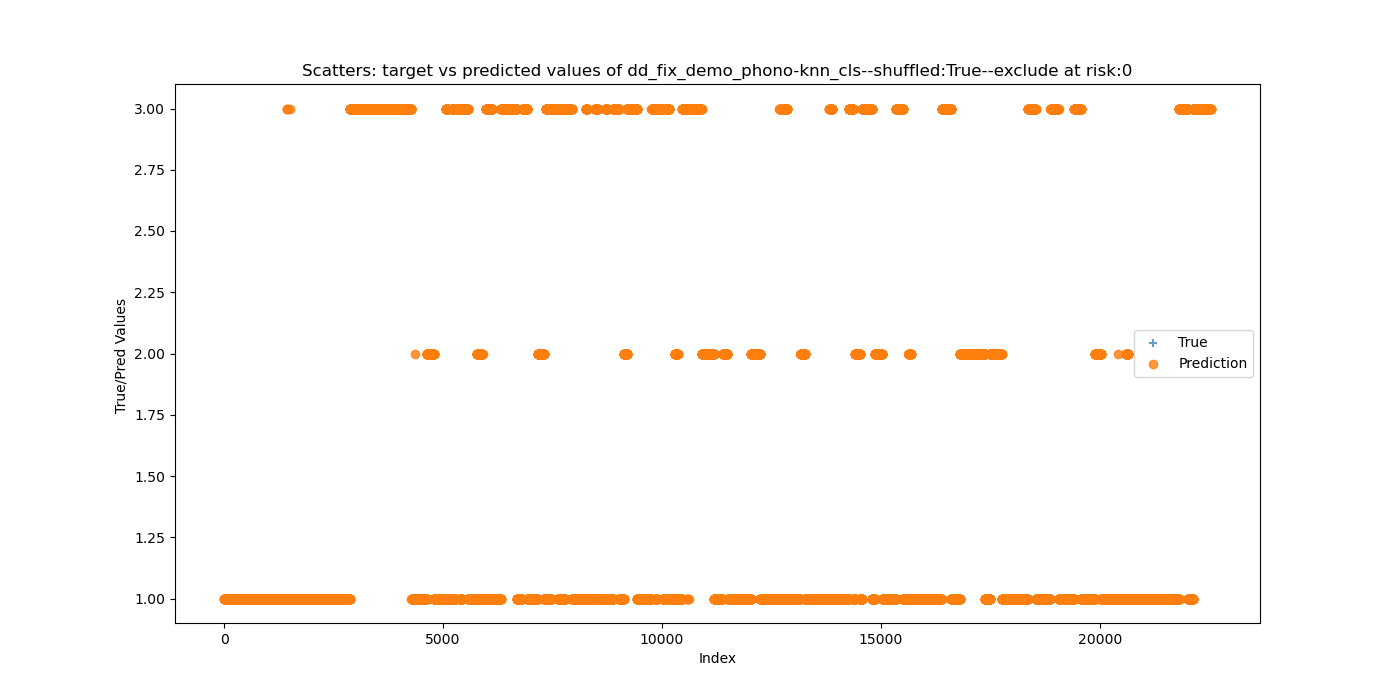 Scatters: target vs predicted values of dd_fix_demo_phono-knn_cls--shuffled:True--exclude at risk:0
True/Pred Values
3.00
2.75
2.50
2.25
2.00
1.75
1.50
1.25
1.00
True
Prediction
0
5000
10000
15000
20000
Index